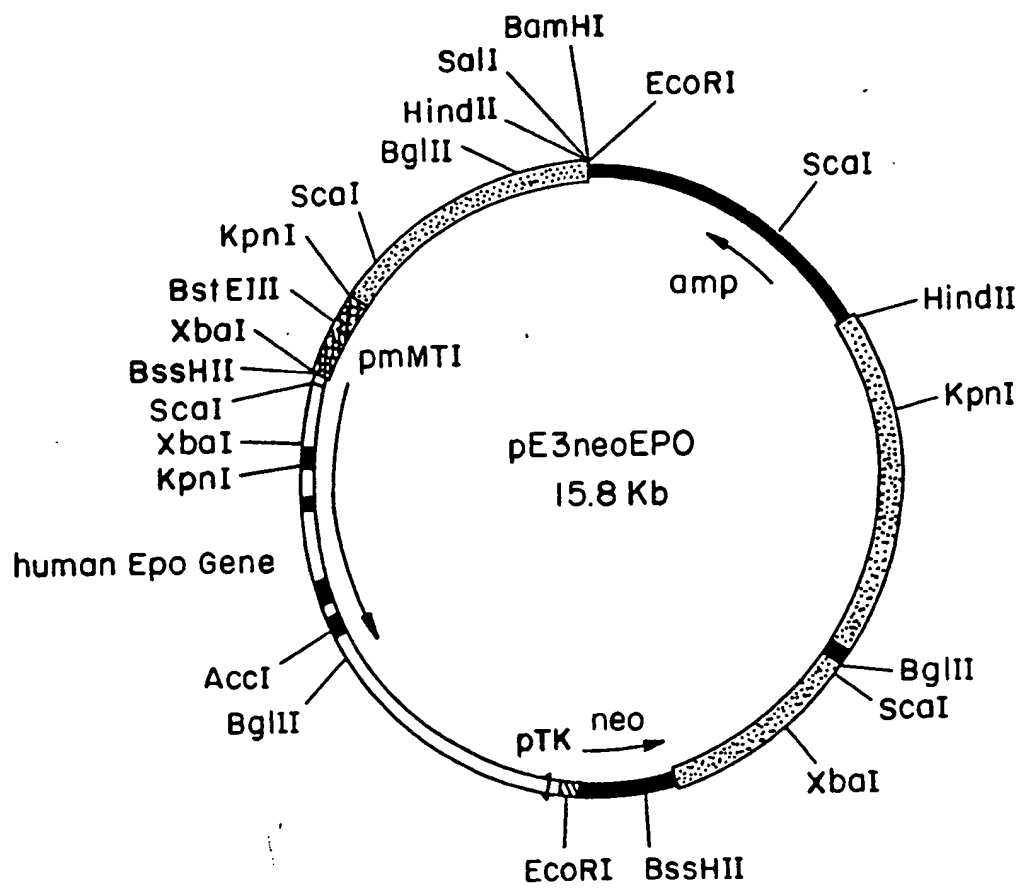 BamHI
SalI
EcoRI
HindII
BglII
ScaI
ScaI
KpnI
BstEIII
XbaI
BssHII
ScaI
XbaI
KpnI
amp
HindII
pmMTI
KpnI
pE3neoEPO
15.8 Kb
human Epo Gene
AccI
BglII
BglII
ScaI
pTK
neo
XbaI
EcoRI
BssHII